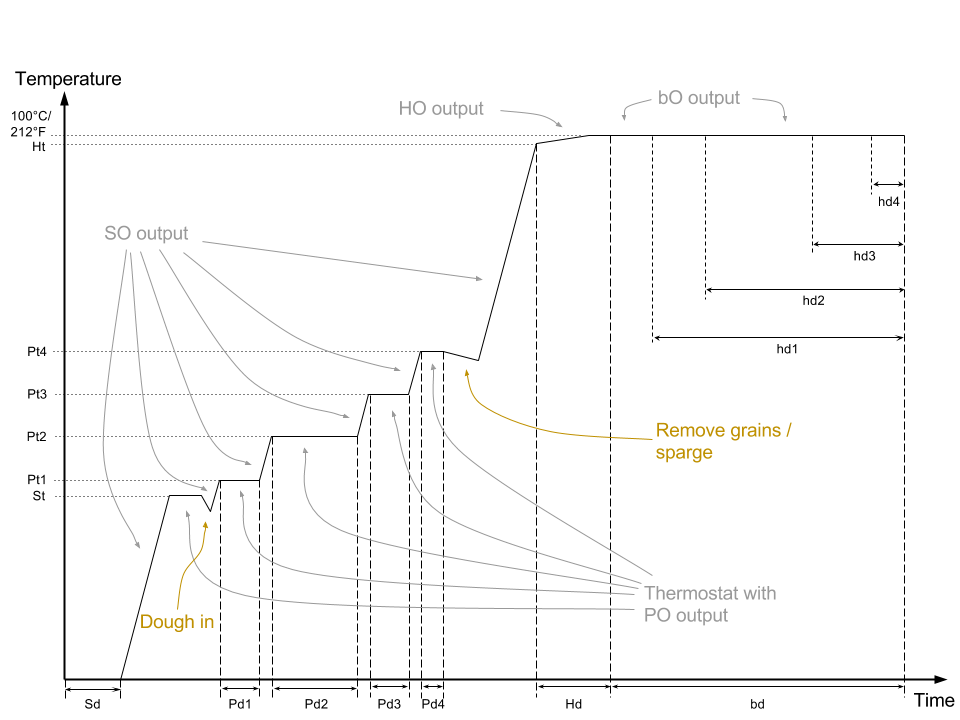 Temperature
100°C/
212°F
Ht
HO output
bO output
hd4
SO output
hd3
hd2
hd1
Pt4
Pt3
Pt2
Remove grains /
sparge
Pt1
St
Thermostat with
PO output
Dough in
Sd
Pd1
Pd2
Pd3
Pd4
Hd
bd
Time